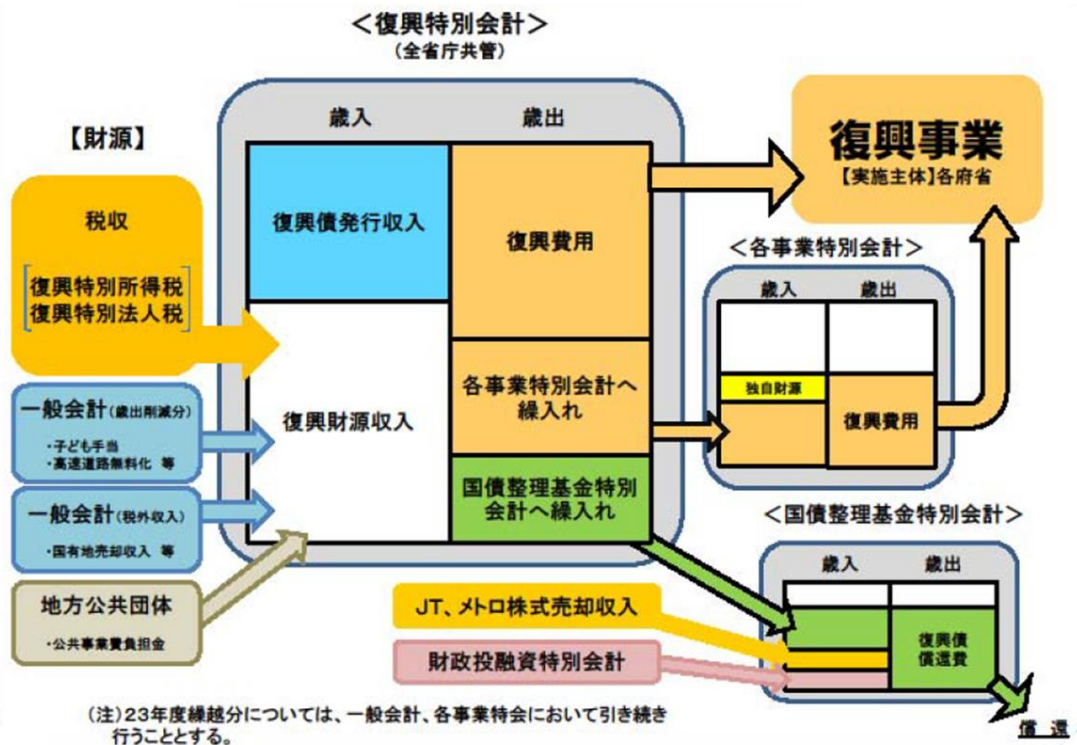 ＜復興特別会計＞
(全省庁共管)
歳入
歳出
【財源】
税収
復興特別所得税
復興特別法人税
一般会計(歳出削減分)
・子ども手当
・高速道路無料化 等
一般会計(税外収入)
・国有地売却収入 等
地方公共団体
・公共事業費負担金
復興債発行収入
復興財源収入
復興費用
各事業特別会計へ
繰入れ
国債整理基金特別
会計へ繰入れ
復興事業
【実施主体】各府省
＜各事業特別会計＞
歳入
歳出
独自財源
復興費用
＜国債整理基金特別会計＞
歳入
歳出
復興債
償還費
JT、メトロ株式売却収入
財政投融資特別会計
償 還
(注)23年度繰越分については、一般会計、各事業特会において引き続き
行うこととする。